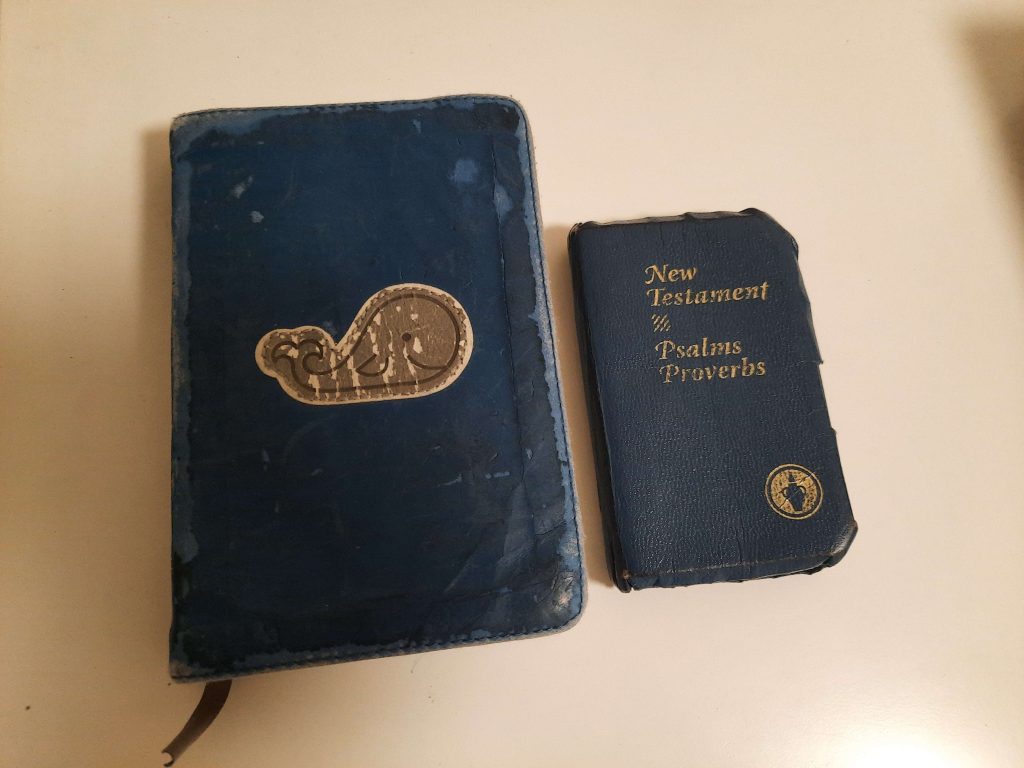 New
Testament
Psalms
Proverbs